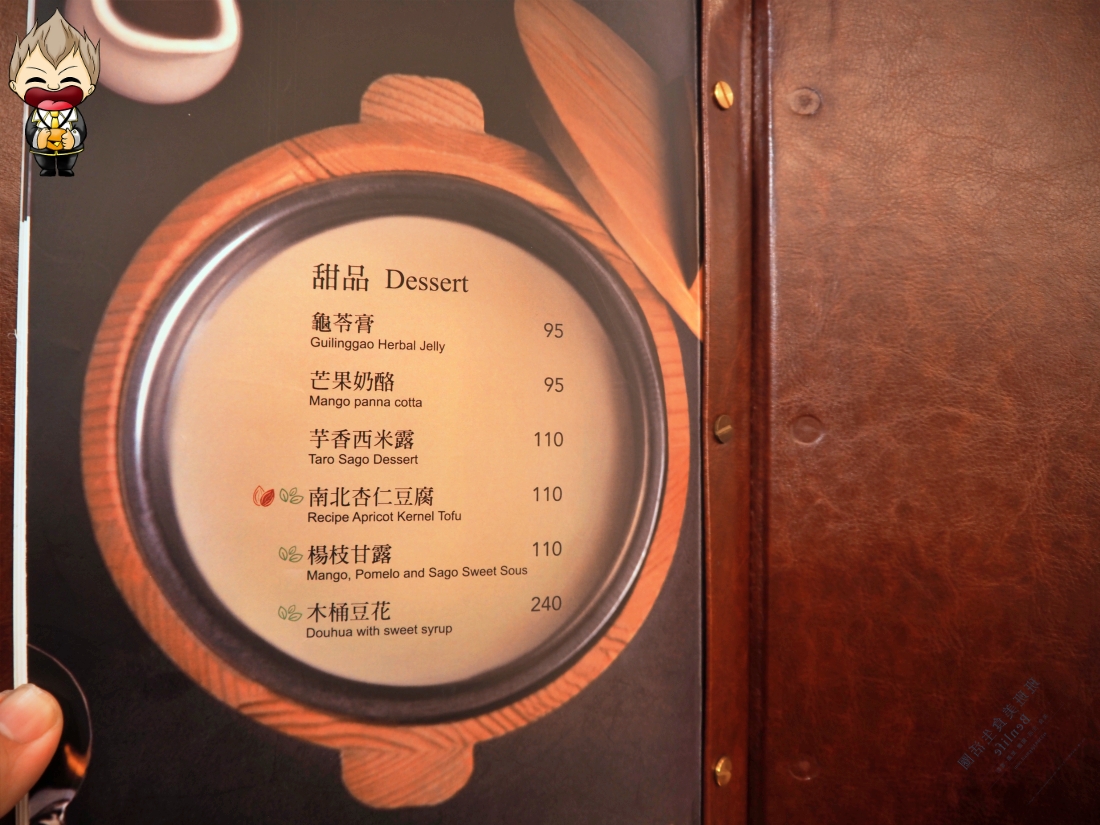 甜品 Dessert
龜苓膏 95
Guilinggao Herbal Jelly
芒果奶酪 95
Mango panna cotta
芋香西米露 110
Taro Sago Dessert
南北杏仁豆腐 110
Recipe Apricot Kernel Tofu
楊枝甘露 110
Mango, Pomelo and Sago Sweet Sous
木桶豆花 240
Douhua with sweet syrup